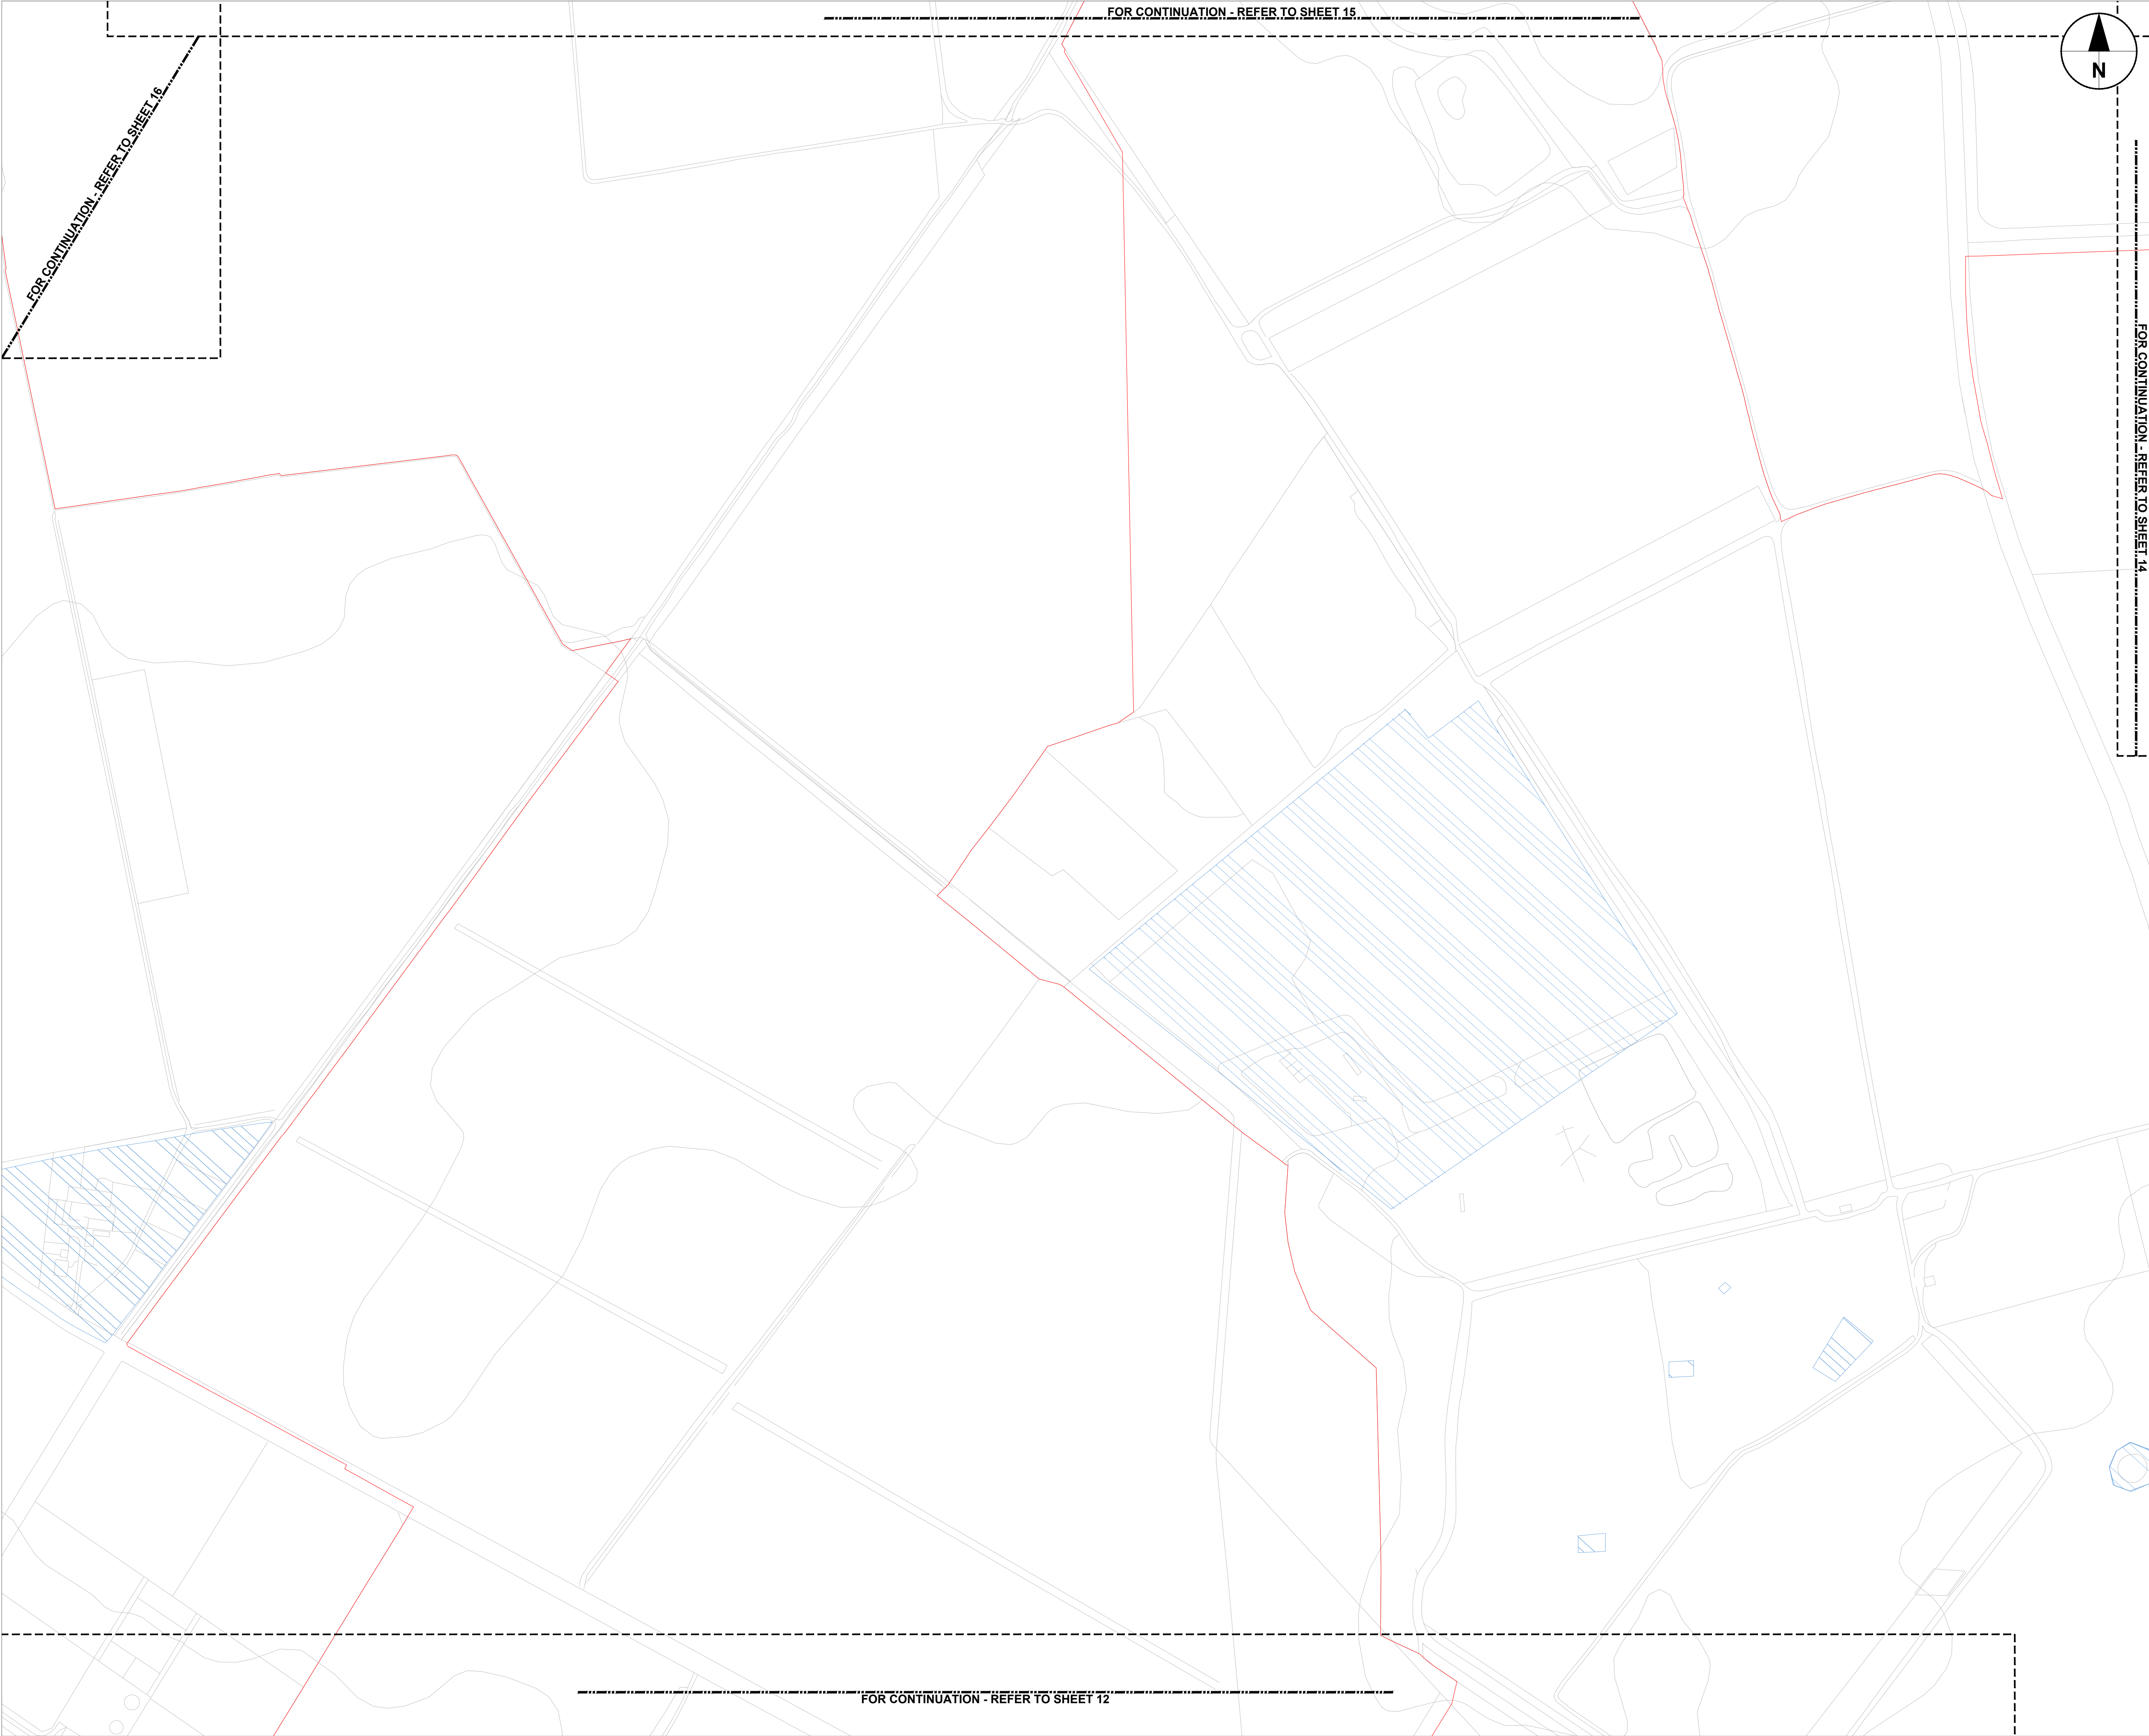 FOR CONTINUATION - REFER TO SHEET 15
FOR CONTINUATION - REFER TO SHEET 16
N
FOR CONTINUATION - REFER TO SHEET 14
FOR CONTINUATION - REFER TO SHEET 12